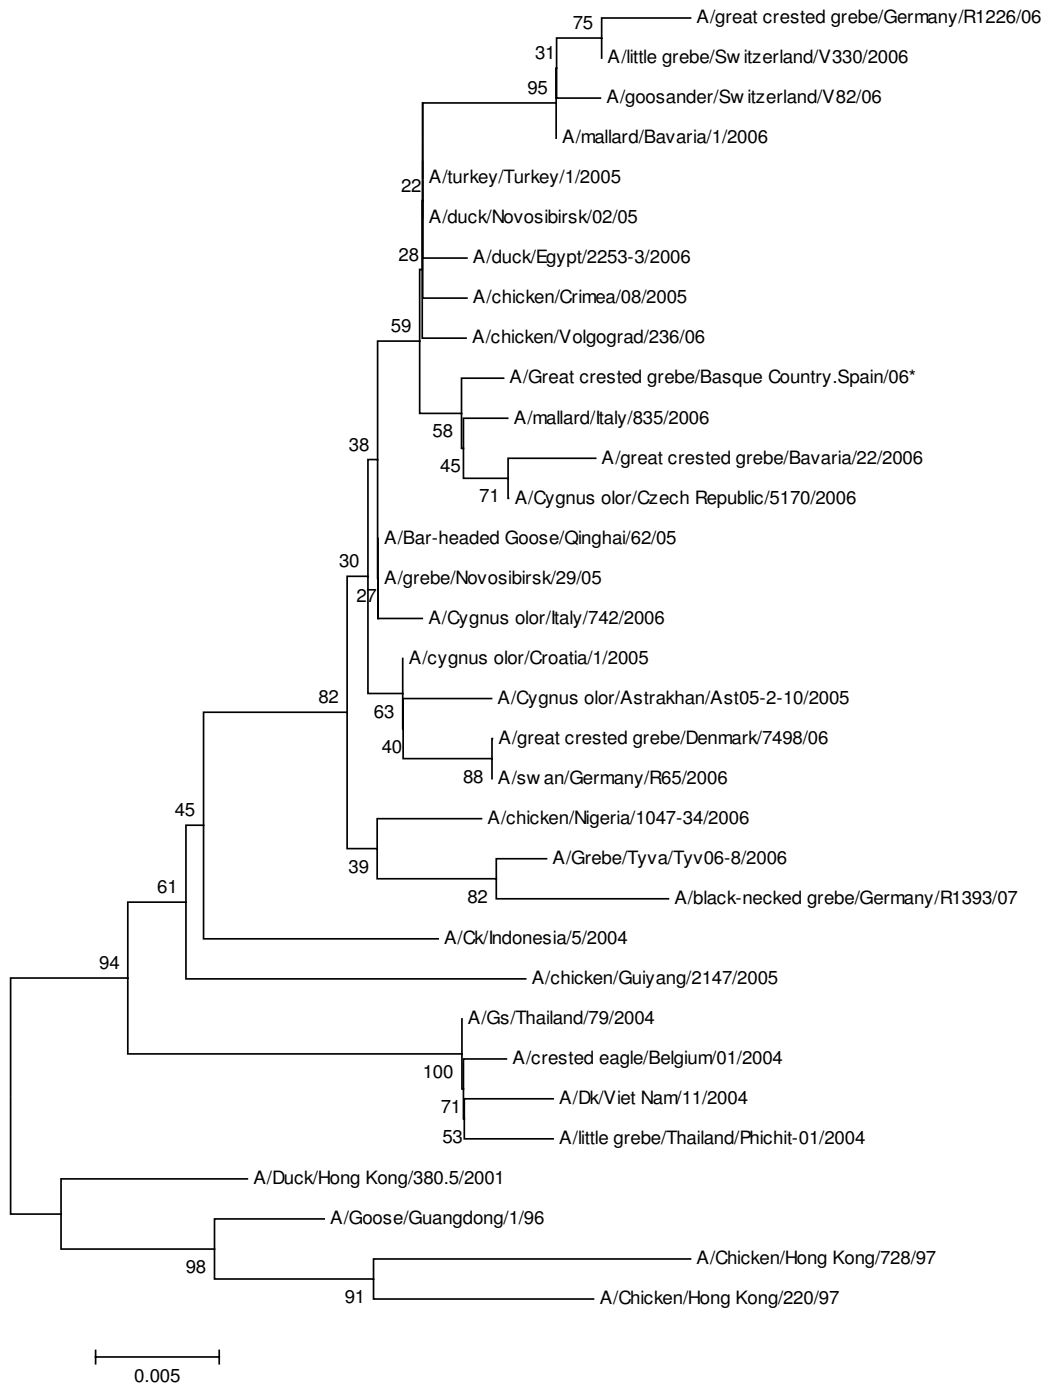 75
A/great crested grebe/Germany/R1226/06
31
A/little grebe/Switzerland/V330/2006
95
A/goosander/Switzerland/V82/06
A/mallard/Bavaria/1/2006
A/turkey/Turkey/1/2005
22
A/duck/Novosibirsk/02/05
28
A/duck/Egypt/2253-3/2006
A/chicken/Crimea/08/2005
59
A/chicken/Volgograd/236/06
A/Great crested grebe/Basque Country.Spain/06*
A/mallard/Italy/835/2006
58
38
A/great crested grebe/Bavaria/22/2006
45
71
A/Cygnus olor/Czech Republic/5170/2006
A/Bar-headed Goose/Qinghai/62/05
30
A/grebe/Novosibirsk/29/05
27
A/Cygnus olor/Italy/742/2006
A/cygnus olor/Croatia/1/2005
82
A/Cygnus olor/Astrakhan/Ast05-2-10/2005
63
A/great crested grebe/Denmark/7498/06
40
88
A/swan/Germany/R65/2006
45
A/chicken/Nigeria/1047-34/2006
39
A/Grebe/Tyva/Tyv06-8/2006
61
82
A/black-necked grebe/Germany/R1393/07
A/Ck/Indonesia/5/2004
94
A/chicken/Guiyang/2147/2005
A/Gs/Thailand/79/2004
A/crested eagle/Belgium/01/2004
100
A/Dk/Viet Nam/11/2004
71
53
A/little grebe/Thailand/Phichit-01/2004
A/Duck/Hong Kong/380.5/2001
A/Goose/Guangdong/1/96
98
A/Chicken/Hong Kong/728/97
91
A/Chicken/Hong Kong/220/97
0.005